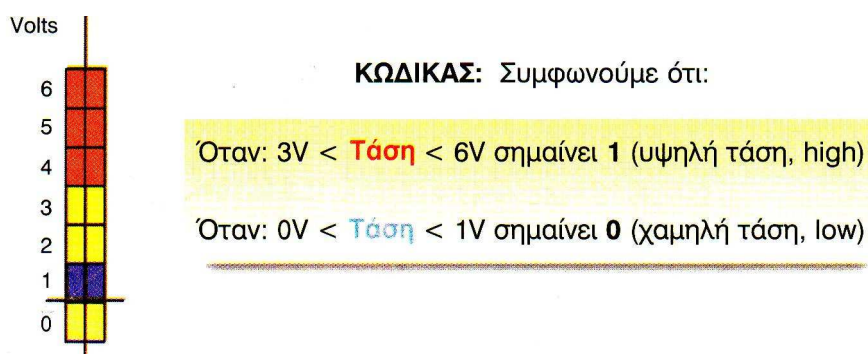 Volts
6
5
4
3
2
1
0
ΚΩΔΙΚΑΣ: Συμφωνούμε ότι:
Όταν: 3V < Τάση < 6V σημαίνει 1 (υψηλή τάση, high)
Όταν: 0V < Τάση < 1V σημαίνει 0 (χαμηλή τάση, low)